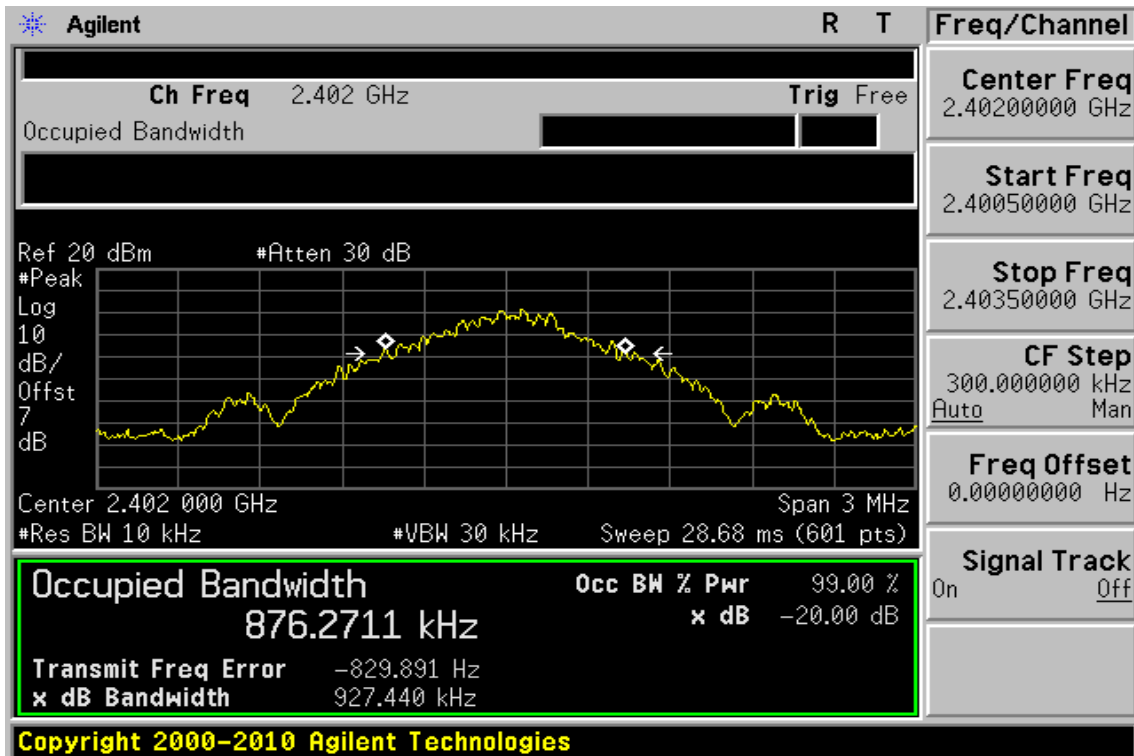 Agilent R T
Ch Freq 2.402 GHz Trig Free
Occupied Bandwidth
Ref 20 dBm #Atten 30 dB
#Peak
Log
10
dB/
Offst
7
dB
Center 2.402 000 GHz Span 3 MHz
#Res BW 10 kHz #VBW 30 kHz Sweep 28.68 ms (601 pts)
Occupied Bandwidth
876.2711 kHz
Occ BW % Pwr 99.00 %
x dB -20.00 dB
Transmit Freq Error -829.891 Hz
x dB Bandwidth 927.440 kHz
Copyright 2000-2010 Agilent Technologies
Freq/Channel
Center Freq
2.40200000 GHz
Start Freq
2.40050000 GHz
Stop Freq
2.40350000 GHz
CF Step
300.000000 kHz
Auto Man
Freq Offset
0.00000000 Hz
Signal Track
On Off